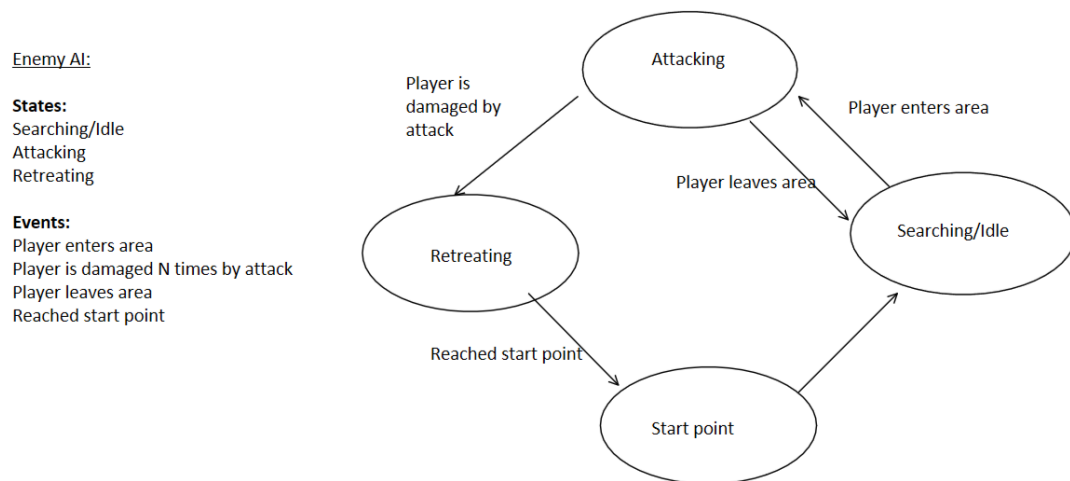 Enemy AI:
States:
Searching/Idle
Attacking
Retreating
Events:
Player enters area
Player is damaged N times by attack
Player leaves area
Reached start point
Attacking
Player is
damaged by
attack
Player enters area
Player leaves area
Searching/Idle
Retreating
Reached start point
Start point